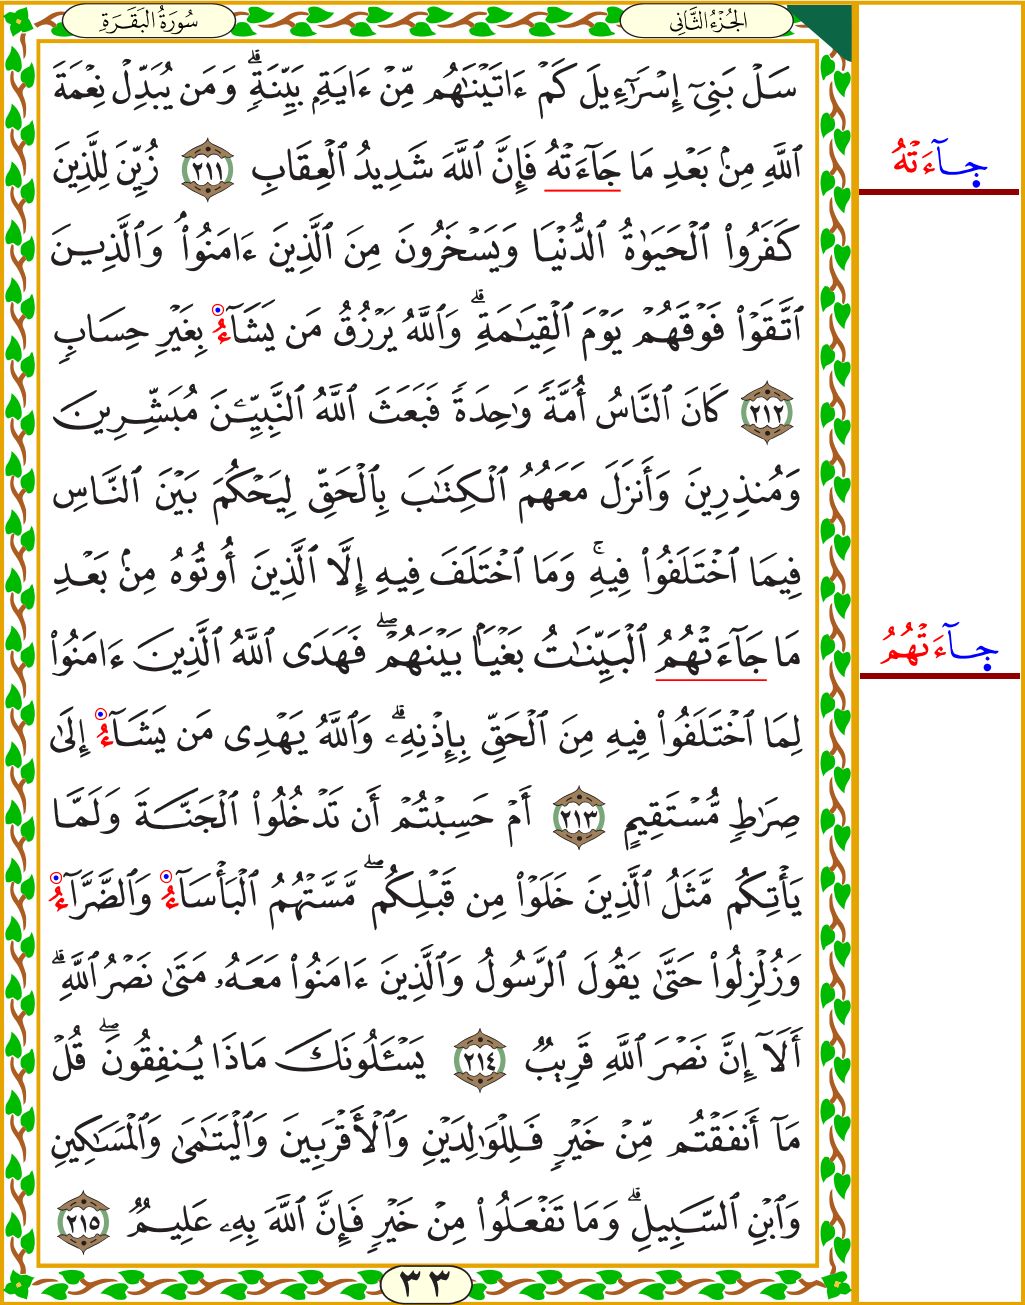 سُورَةُ البَقَرَةِ
الجُزْءُ الثَّانِي
سَلْ بَنِىٓ إِسْرَٰٓءِيلَ كَمْ ءَاتَيْنَٰهُم مِّنْ ءَايَةِۭ بَيِّنَةٖۗ وَمَن يُبَدِّلْ نِعْمَةَ
ٱللَّهِ مِنۢ بَعْدِ مَا جَآءَتْهُ فَإِنَّ ٱللَّهَ شَدِيدُ ٱلْعِقَابِ ٢١١ زُيِّنَ لِلَّذِينَ
كَفَرُوا۟ ٱلْحَيَوٰةُ ٱلدُّنْيَا وَيَسْخَرُونَ مِنَ ٱلَّذِينَ ءَامَنُوا۟ۘ وَٱلَّذِينَ
ٱتَّقَوْا۟ فَوْقَهُمْ يَوْمَ ٱلْقِيَٰمَةِۗ وَٱللَّهُ يَرْزُقُ مَن يَشَآءُ بِغَيْرِ حِسَابٖ
٢١٢ كَانَ ٱلنَّاسُ أُمَّةٗ وَٰحِدَةٗ فَبَعَثَ ٱللَّهُ ٱلنَّبِيِّـۧنَ مُبَشِّرِينَ
وَمُنذِرِينَ وَأَنزَلَ مَعَهُمُ ٱلْكِتَٰبَ بِٱلْحَقِّ لِيَحْكُمَ بَيْنَ ٱلنَّاسِ
فِيمَا ٱخْتَلَفُوا۟ فِيهِۚ وَمَا ٱخْتَلَفَ فِيهِ إِلَّا ٱلَّذِينَ أُوتُوهُ مِنۢ بَعْدِ
مَا جَآءَتْهُمُ ٱلْبَيِّنَٰتُ بَغْيَۢا بَيْنَهُمْۖ فَهَدَى ٱللَّهُ ٱلَّذِينَ ءَامَنُوا۟
لِمَا ٱخْتَلَفُوا۟ فِيهِ مِنَ ٱلْحَقِّ بِإِذْنِهِۦۗ وَٱللَّهُ يَهْدِى مَن يَشَآءُ إِلَىٰ
صِرَٰطٖ مُّسْتَقِيمٍ ٢١٣ أَمْ حَسِبْتُمْ أَن تَدْخُلُوا۟ ٱلْجَنَّةَ وَلَمَّا
يَأْتِكُم مَّثَلُ ٱلَّذِينَ خَلَوْا۟ مِن قَبْلِكُمۖ مَّسَّتْهُمُ ٱلْبَأْسَآءُ وَٱلضَّرَّآءُ
وَزُلْزِلُوا۟ حَتَّىٰ يَقُولَ ٱلرَّسُولُ وَٱلَّذِينَ ءَامَنُوا۟ مَعَهُۥ مَتَىٰ نَصْرُ ٱللَّهِۗ
أَلَآ إِنَّ نَصْرَ ٱللَّهِ قَرِيبٞ ٢١٤ يَسْـَٔلُونَكَ مَاذَا يُنفِقُونَۖ قُلْ
مَآ أَنفَقْتُم مِّنْ خَيْرٖ فَلِلْوَٰلِدَيْنِ وَٱلْأَقْرَبِينَ وَٱلْيَتَٰمَىٰ وَٱلْمَسَٰكِينِ
وَٱبْنِ ٱلسَّبِيلِۗ وَمَا تَفْعَلُوا۟ مِنْ خَيْرٖ فَإِنَّ ٱللَّهَ بِهِۦ عَلِيمٞ ٢١٥
٣٣
جآءَتْهُ
جآءَتْهُمُ